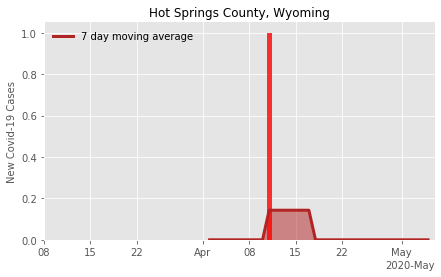 Hot Springs County, Wyoming
7 day moving average
New Covid-19 Cases
1.0
0.8
0.6
0.4
0.2
0.0
08 15 22 Apr 08 15 22 May
2020-May